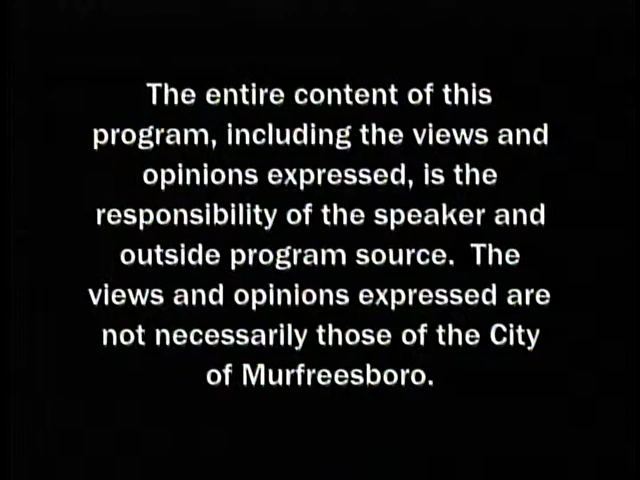 The entire content of this
program, including the views and
opinions expressed, is the
responsibility of the speaker and
outside program source.  The
views and opinions expressed are
not necessarily those of the City
of Murfreesboro.